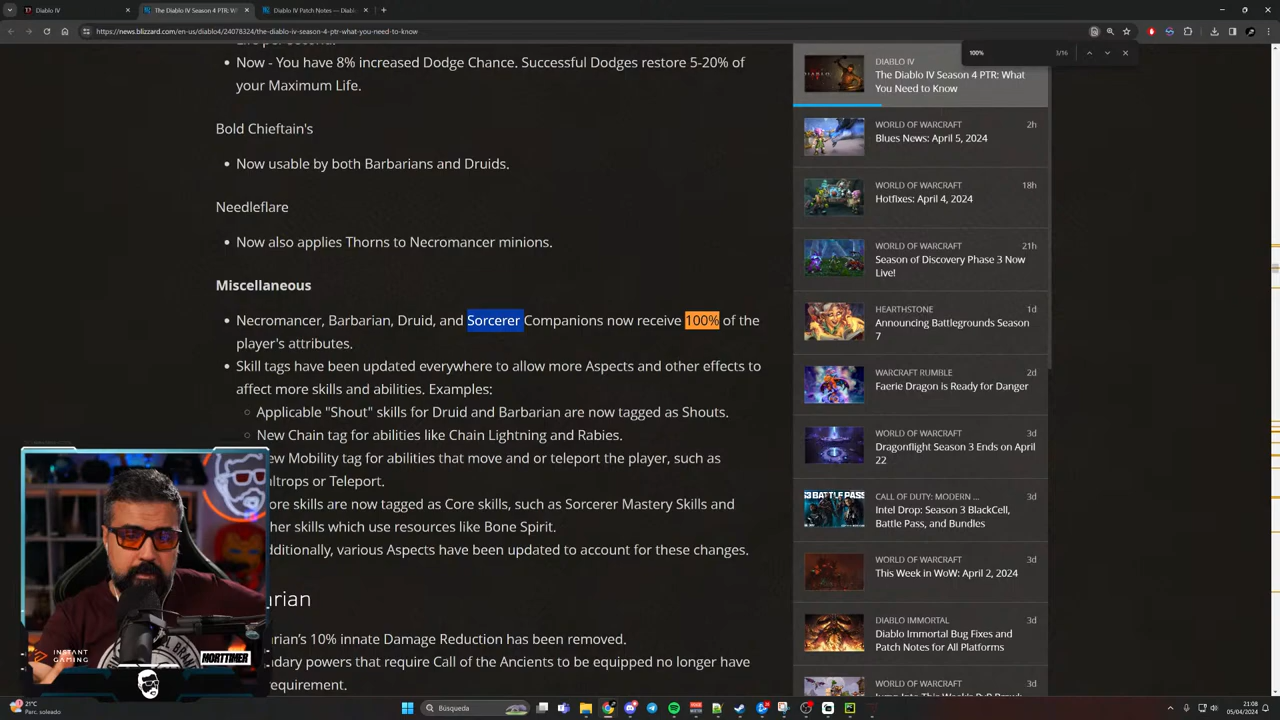 Diablo IV
The Diablo IV Season 4 PTR: W
Diablo IV Patch Notes — Diabl
news.blizzard.com/en-us/diablo4/24078324/the-diablo-iv-season-4-ptr-what-you-need-to-know
100%
3/16
Now - You have 8% increased Dodge Chance. Successful Dodges restore 5-20% of
your Maximum Life.
Bold Chieftain's
Now usable by both Barbarians and Druids.
Needleflare
Now also applies Thorns to Necromancer minions.
Miscellaneous
Necromancer, Barbarian, Druid, and Sorcerer Companions now receive 100% of the
player's attributes.
Skill tags have been updated everywhere to allow more Aspects and other effects to
affect more skills and abilities. Examples:
Applicable "Shout" skills for Druid and Barbarian are now tagged as Shouts.
New Chain tag for abilities like Chain Lightning and Rabies.
ew Mobility tag for abilities that move and or teleport the player, such as
altrops or Teleport.
ore skills are now tagged as Core skills, such as Sorcerer Mastery Skills and
her skills which use resources like Bone Spirit.
dditionally, various Aspects have been updated to account for these changes.
arian
arian's 10% innate Damage Reduction has been removed.
ndary powers that require Call of the Ancients to be equipped no longer have
requirement.
DIABLO IV
The Diablo IV Season 4 PTR: What
You Need to Know
WORLD OF WARCRAFT 2h
Blues News: April 5, 2024
WORLD OF WARCRAFT 18h
Hotfixes: April 4, 2024
WORLD OF WARCRAFT 21h
Season of Discovery Phase 3 Now
Live!
HEARTHSTONE 1d
Announcing Battlegrounds Season
7
WARCRAFT RUMBLE 2d
Faerie Dragon is Ready for Darkmoon
WORLD OF WARCRAFT 3d
Dragonflight Season 3 Ends on April
22
CALL OF DUTY: MODERN ... 3d
Intel Drop: Season 3 BlackCell,
Battle Pass, and Bundles
WORLD OF WARCRAFT 3d
This Week in WoW: April 2, 2024
DIABLO IMMORTAL 3d
Diablo Immortal Bug Fixes and
Patch Notes for All Platforms
WORLD OF WARCRAFT 3d
INSTANT
GAMING
MORTTIMER
21°C
Parc. soleado
Búsqueda
21:08
05/04/2024